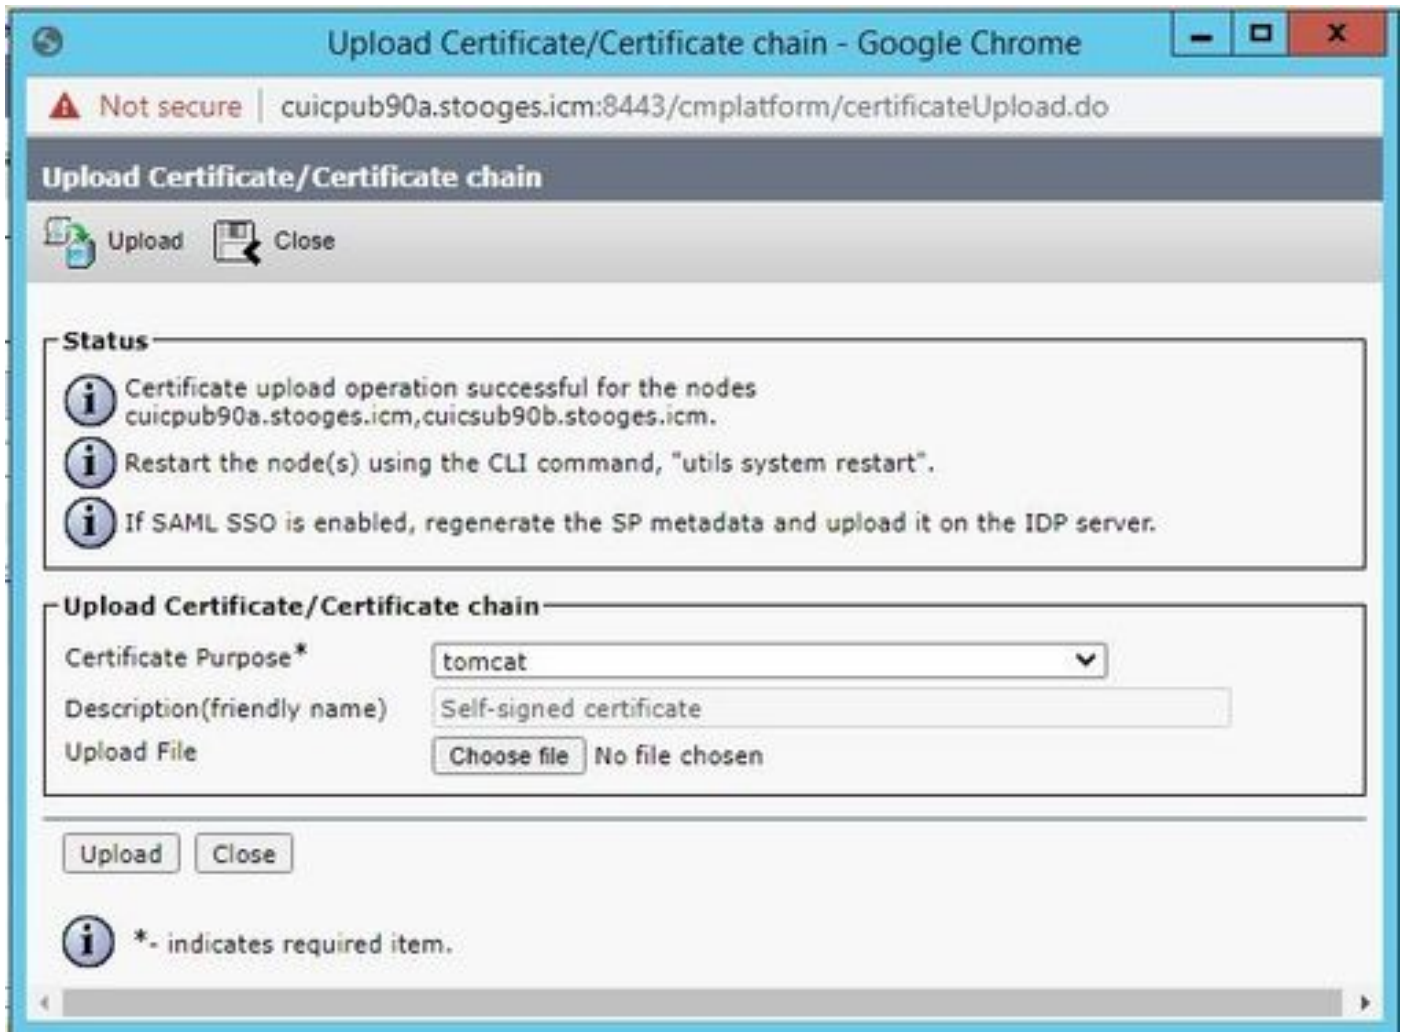 Upload Certificate/Certificate chain - Google Chrome
Not secure | cuicpub90a.stooges.icm:8443/cmplatform/certificateUpload.do
Upload Certificate/Certificate chain
Upload Close
Status
Certificate upload operation successful for the nodes
cuicpub90a.stooges.icm,cuicsub90b.stooges.icm.
Restart the node(s) using the CLI command, "utils system restart".
If SAML SSO is enabled, regenerate the SP metadata and upload it on the IDP server.
Upload Certificate/Certificate chain
Certificate Purpose* tomcat
Description(friendly name) Self-signed certificate
Upload File Choose file No file chosen
Upload Close
*- indicates required item.